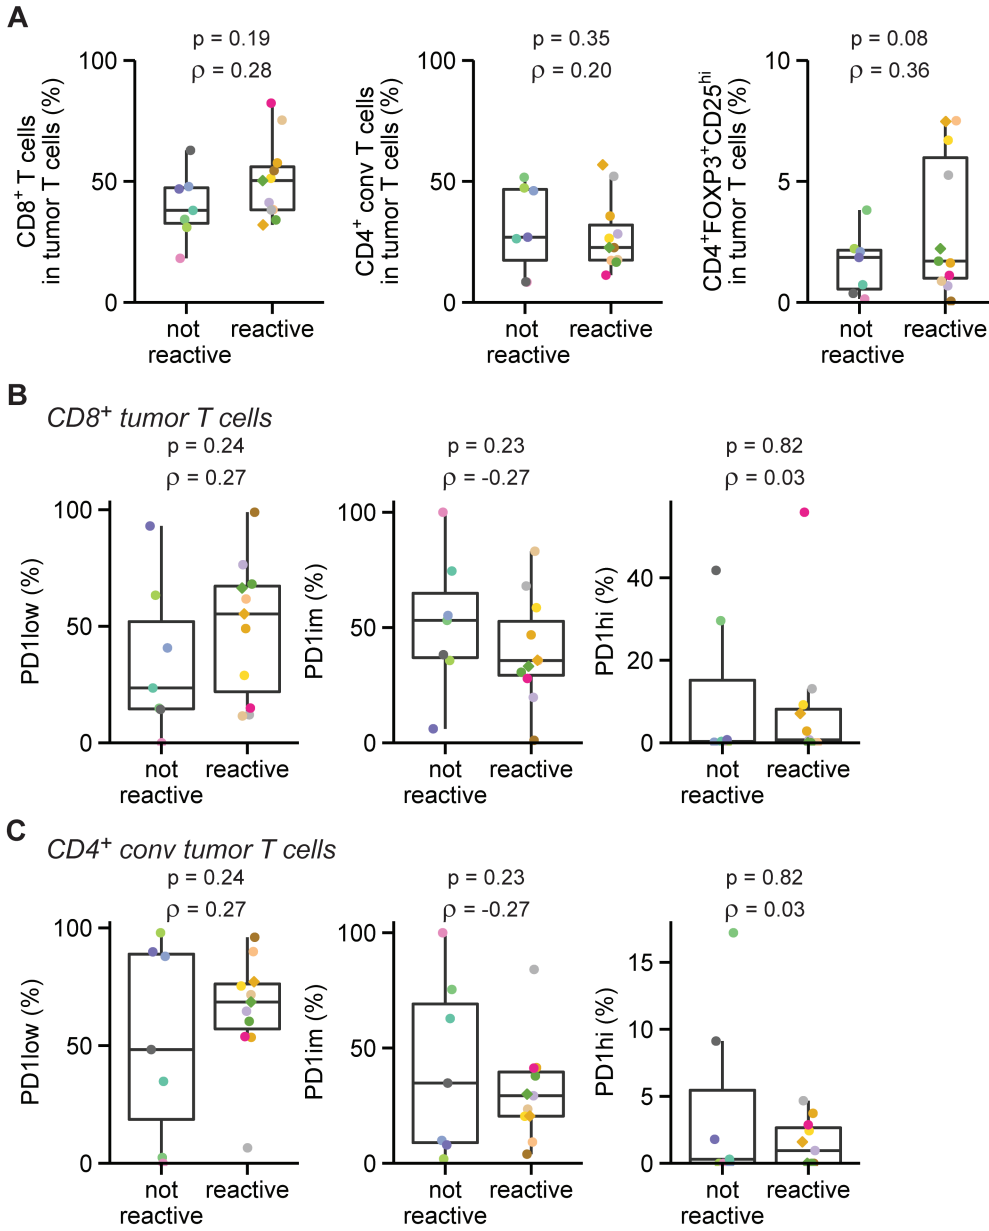 A
p = 0.19
ρ = 0.28
CD8⁺ T cells
in tumor T cells (%)
100
50
0
not
reactive
reactive
p = 0.35
ρ = 0.20
CD4⁺ conv T cells
in tumor T cells (%)
100
50
0
not
reactive
reactive
p = 0.08
ρ = 0.36
CD4⁺FOXP3⁺CD25ʰⁱ
in tumor T cells (%)
10
5
0
not
reactive
reactive
B
CD8⁺ tumor T cells
p = 0.24
ρ = 0.27
PD1low (%)
100
50
0
not
reactive
reactive
p = 0.23
ρ = -0.27
PD1im (%)
100
50
0
not
reactive
reactive
p = 0.82
ρ = 0.03
PD1hi (%)
40
20
0
not
reactive
reactive
C
CD4⁺ conv tumor T cells
p = 0.24
ρ = 0.27
PD1low (%)
100
50
0
not
reactive
reactive
p = 0.23
ρ = -0.27
PD1im (%)
100
50
0
not
reactive
reactive
p = 0.82
ρ = 0.03
PD1hi (%)
15
10
5
0
not
reactive
reactive